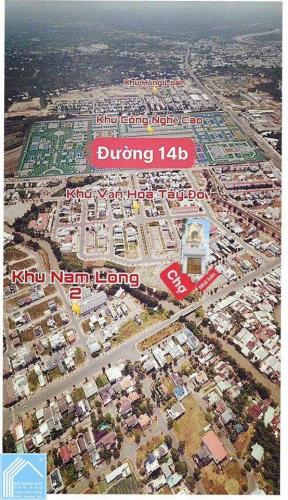 Khu Hồng Loan
Khu Công Nghệ Cao
Đường 14b
Khu Văn Hoá Tây Đô
Chợ
Khu Nam Long
2